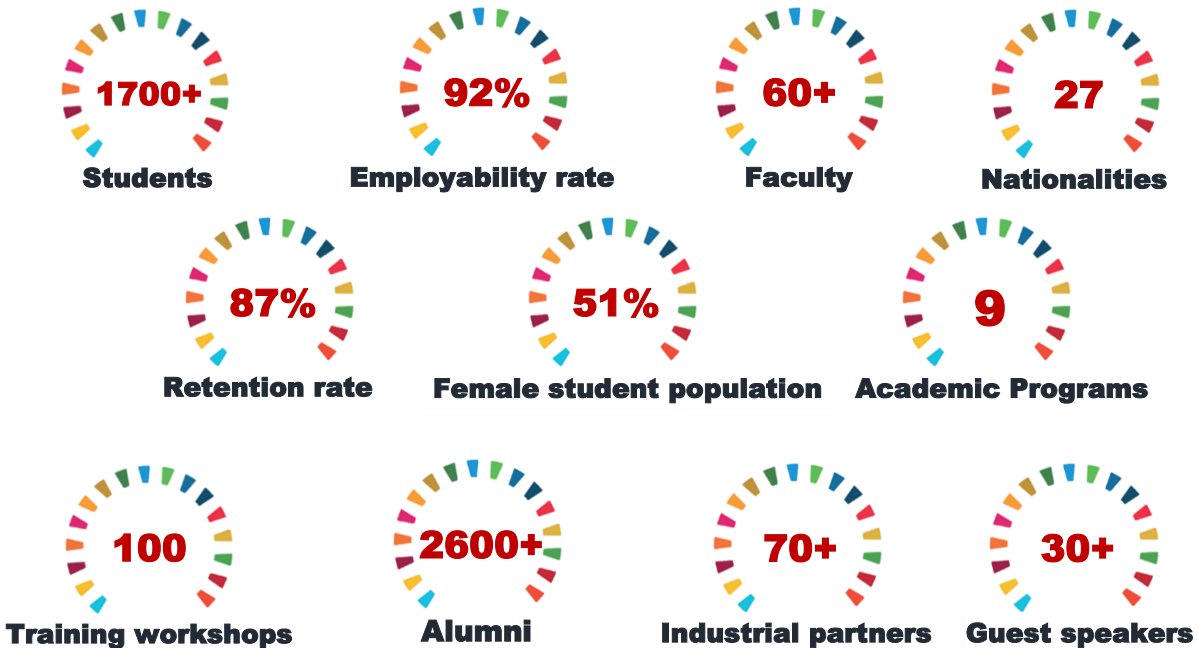 1700+
Students
92%
Employability rate
60+
Faculty
27
Nationalities
87%
Retention rate
51%
Female student population
9
Academic Programs
100
Training workshops
2600+
Alumni
70+
Industrial partners
30+
Guest speakers